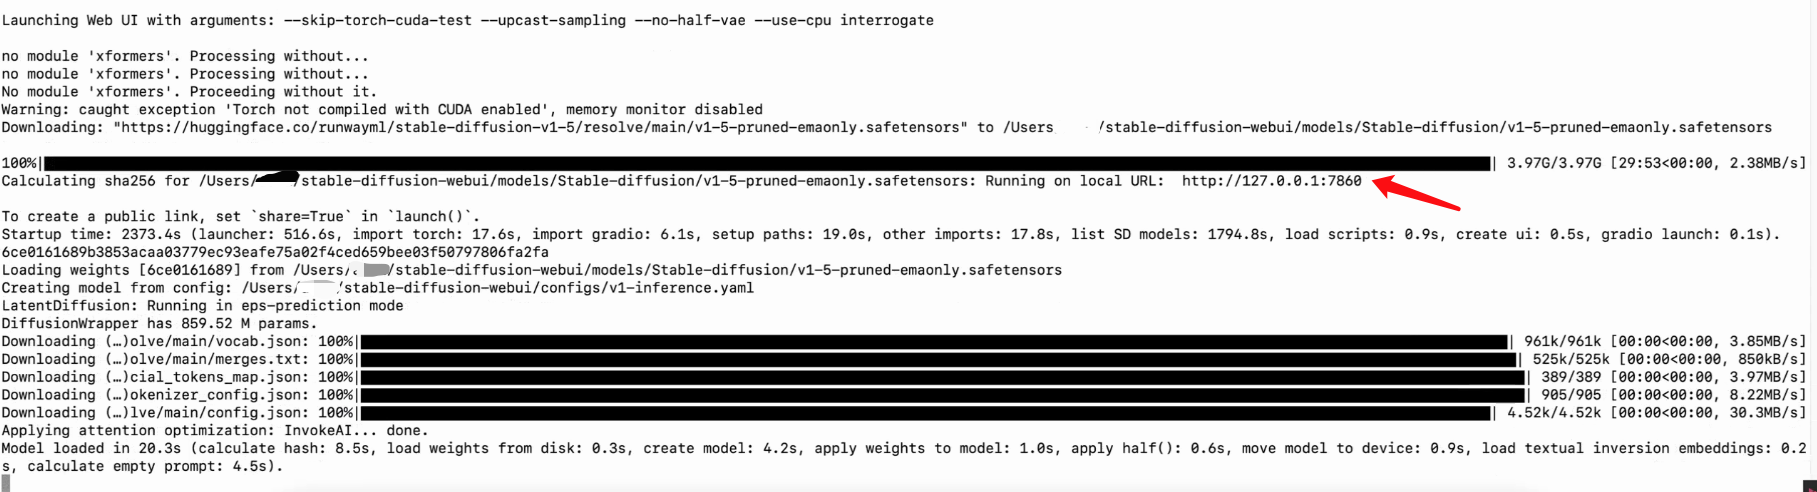 Launching Web UI with arguments: --skip-torch-cuda-test --upcast-sampling --no-half-vae --use-cpu interrogate
no module 'xformers'. Processing without...
no module 'xformers'. Processing without...
No module 'xformers'. Proceeding without it.
Warning: caught exception 'Torch not compiled with CUDA enabled', memory monitor disabled
Downloading: "https://huggingface.co/runwayml/stable-diffusion-v1-5/resolve/main/v1-5-pruned-emaonly.safetensors" to /Users /stable-diffusion-webui/models/Stable-diffusion/v1-5-pruned-emaonly.safetensors
100%| | 3.97G/3.97G [29:53<00:00, 2.38MB/s]
Calculating sha256 for /Users/ /stable-diffusion-webui/models/Stable-diffusion/v1-5-pruned-emaonly.safetensors: Running on local URL:  http://127.0.0.1:7860
To create a public link, set `share=True` in `launch()`.
Startup time: 2373.4s (launcher: 516.6s, import torch: 17.6s, import gradio: 6.1s, setup paths: 19.0s, other imports: 17.8s, list SD models: 1794.8s, load scripts: 0.9s, create ui: 0.5s, gradio launch: 0.1s).
6ce0161689b3853acaa03779ec93eafe75a02f4ced659bee03f50797806fa2fa
Loading weights [6ce0161689] from /Users/ /stable-diffusion-webui/models/Stable-diffusion/v1-5-pruned-emaonly.safetensors
Creating model from config: /Users/ /stable-diffusion-webui/configs/v1-inference.yaml
LatentDiffusion: Running in eps-prediction mode
DiffusionWrapper has 859.52 M params.
Downloading (…)olve/main/vocab.json: 100%| | 961k/961k [00:00<00:00, 3.85MB/s]
Downloading (…)olve/main/merges.txt: 100%| | 525k/525k [00:00<00:00, 850kB/s]
Downloading (…)cial_tokens_map.json: 100%| | 389/389 [00:00<00:00, 3.97MB/s]
Downloading (…)okenizer_config.json: 100%| | 905/905 [00:00<00:00, 8.22MB/s]
Downloading (…)lve/main/config.json: 100%| | 4.52k/4.52k [00:00<00:00, 30.3MB/s]
Applying attention optimization: InvokeAI... done.
Model loaded in 20.3s (calculate hash: 8.5s, load weights from disk: 0.3s, create model: 4.2s, apply weights to model: 1.0s, apply half(): 0.6s, move model to device: 0.9s, load textual inversion embeddings: 0.2
s, calculate empty prompt: 4.5s).